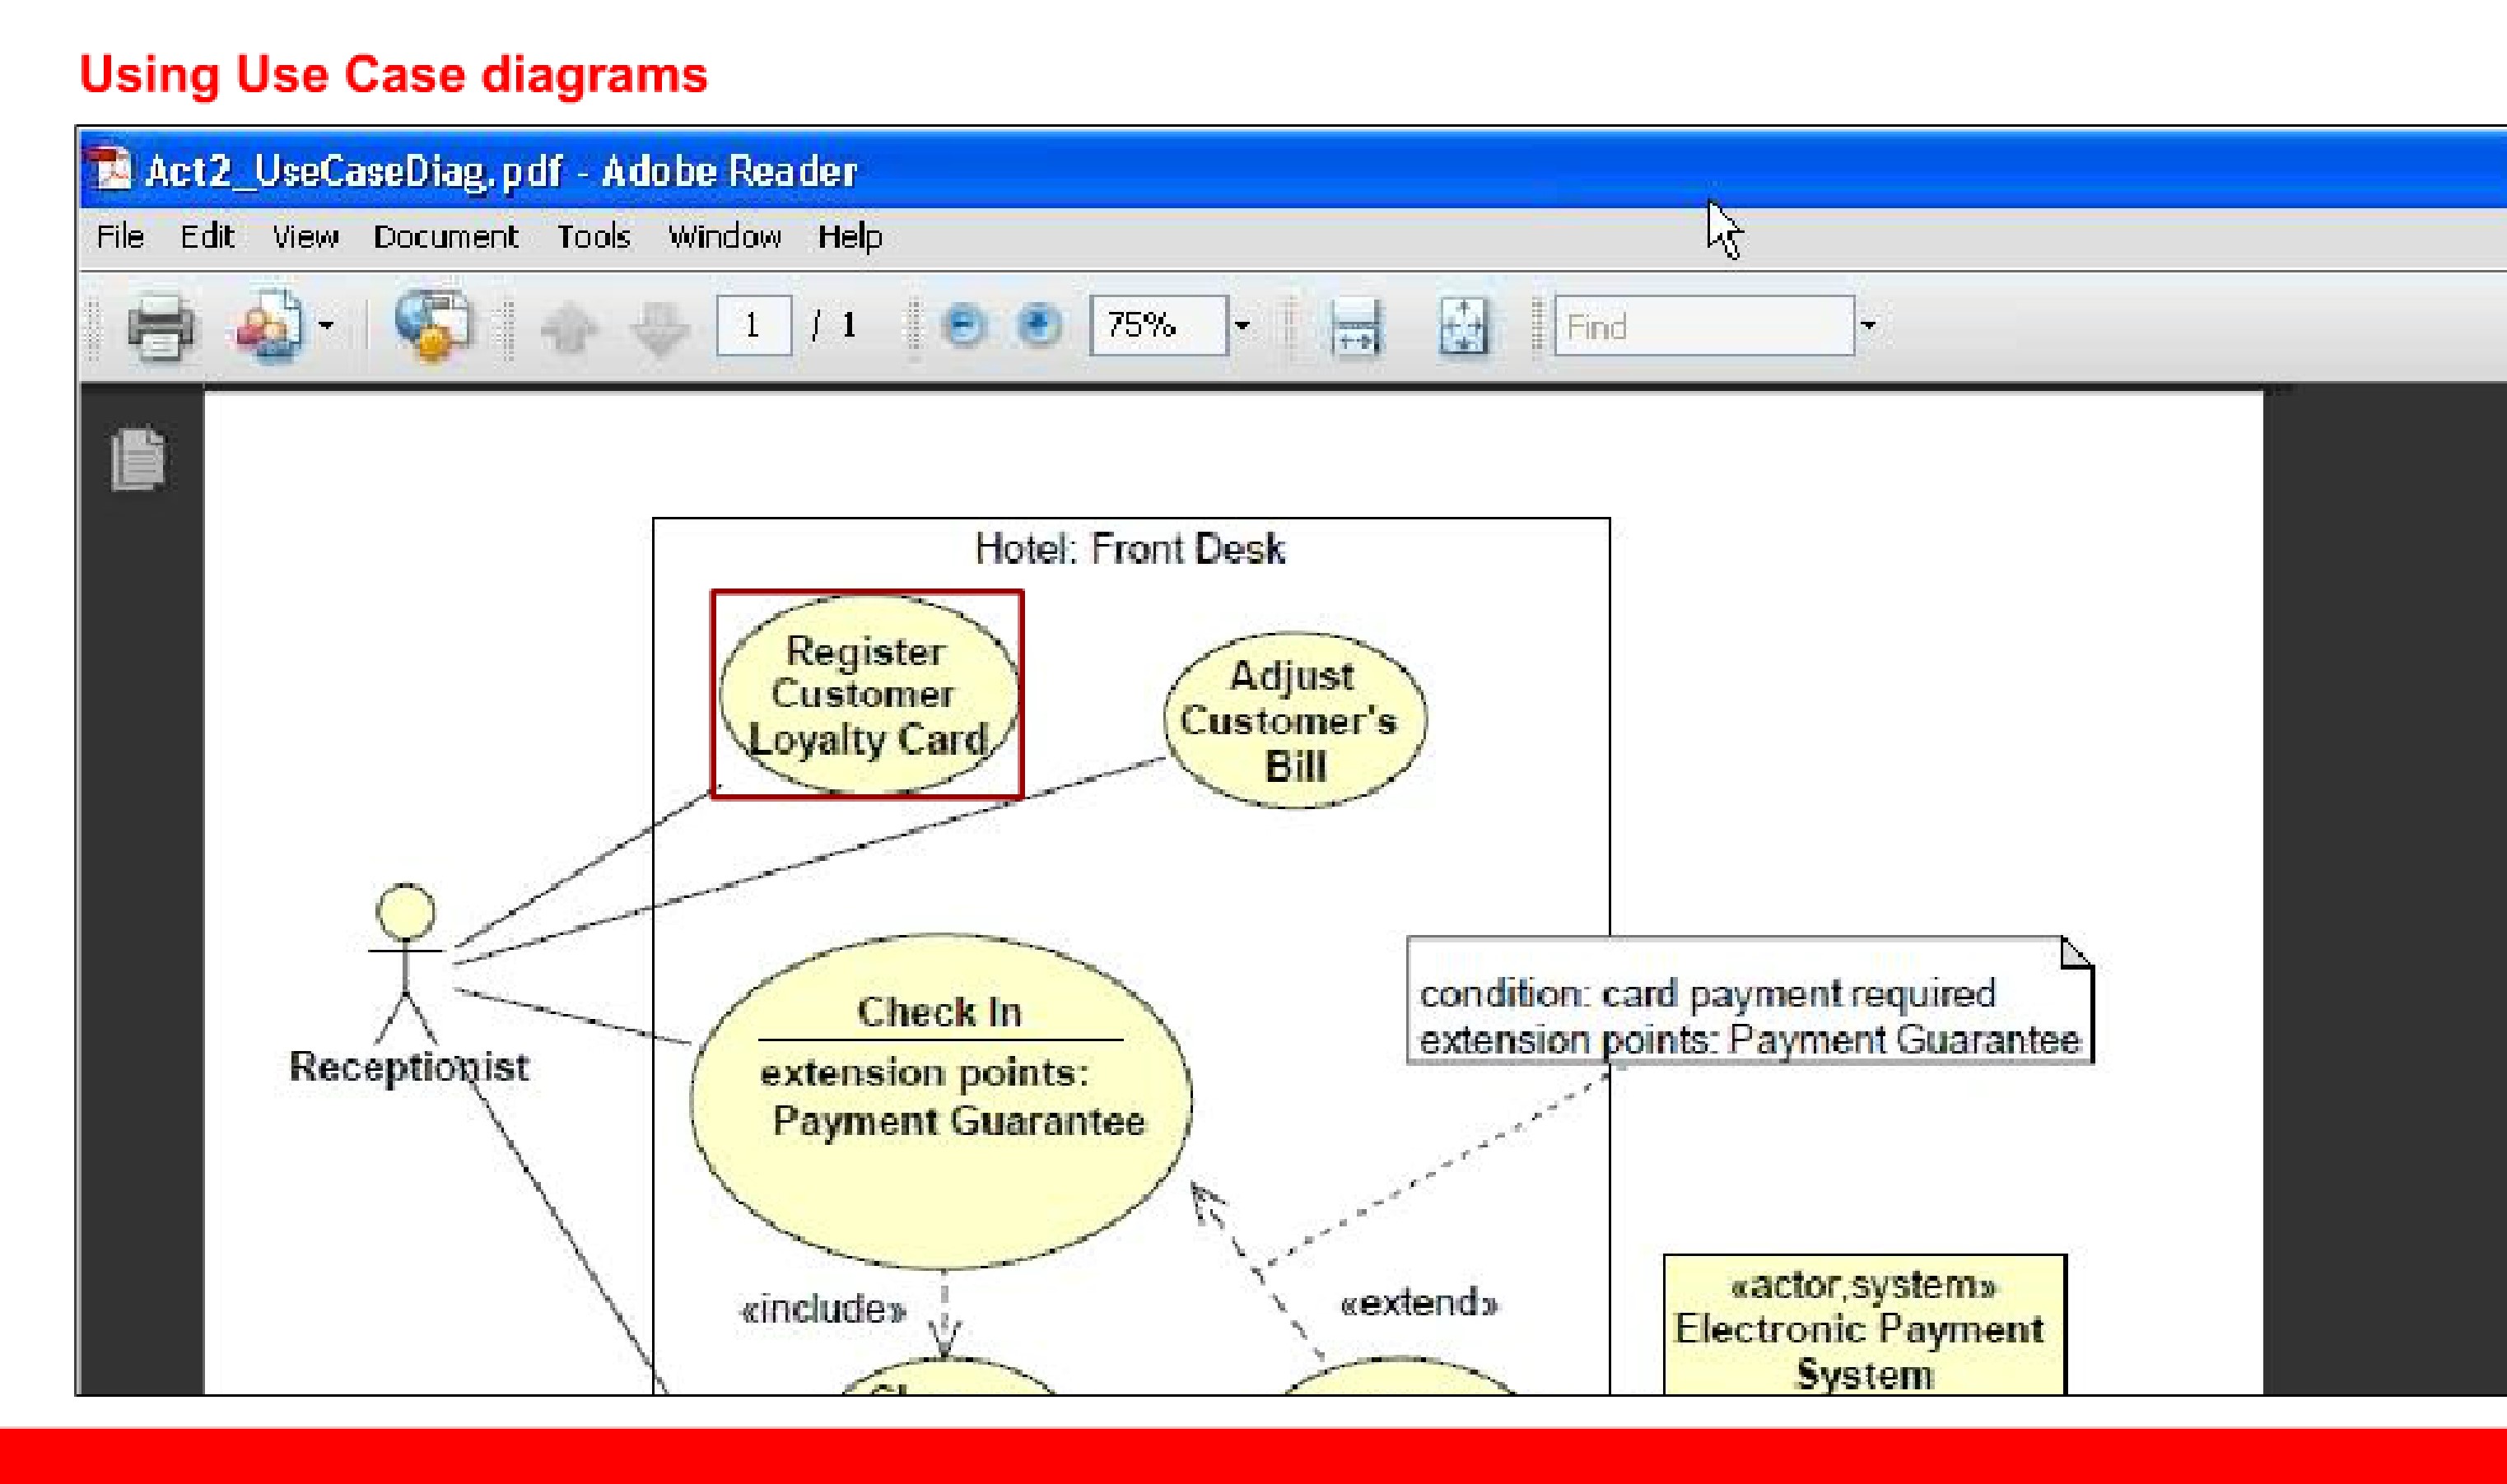 Using Use Case diagrams
Act2_UseCaseDiag.pdf - Adobe Reader
File Edit View Document Tools Window Help
1 / 1 75% Find
Hotel: Front Desk
Register
Customer
Loyalty Card
Adjust
Customer's
Bill
Receptionist
Check In
extension points:
Payment Guarantee
condition: card payment required
extension points: Payment Guarantee
«include»
«extend»
«actor,system»
Electronic Payment
System